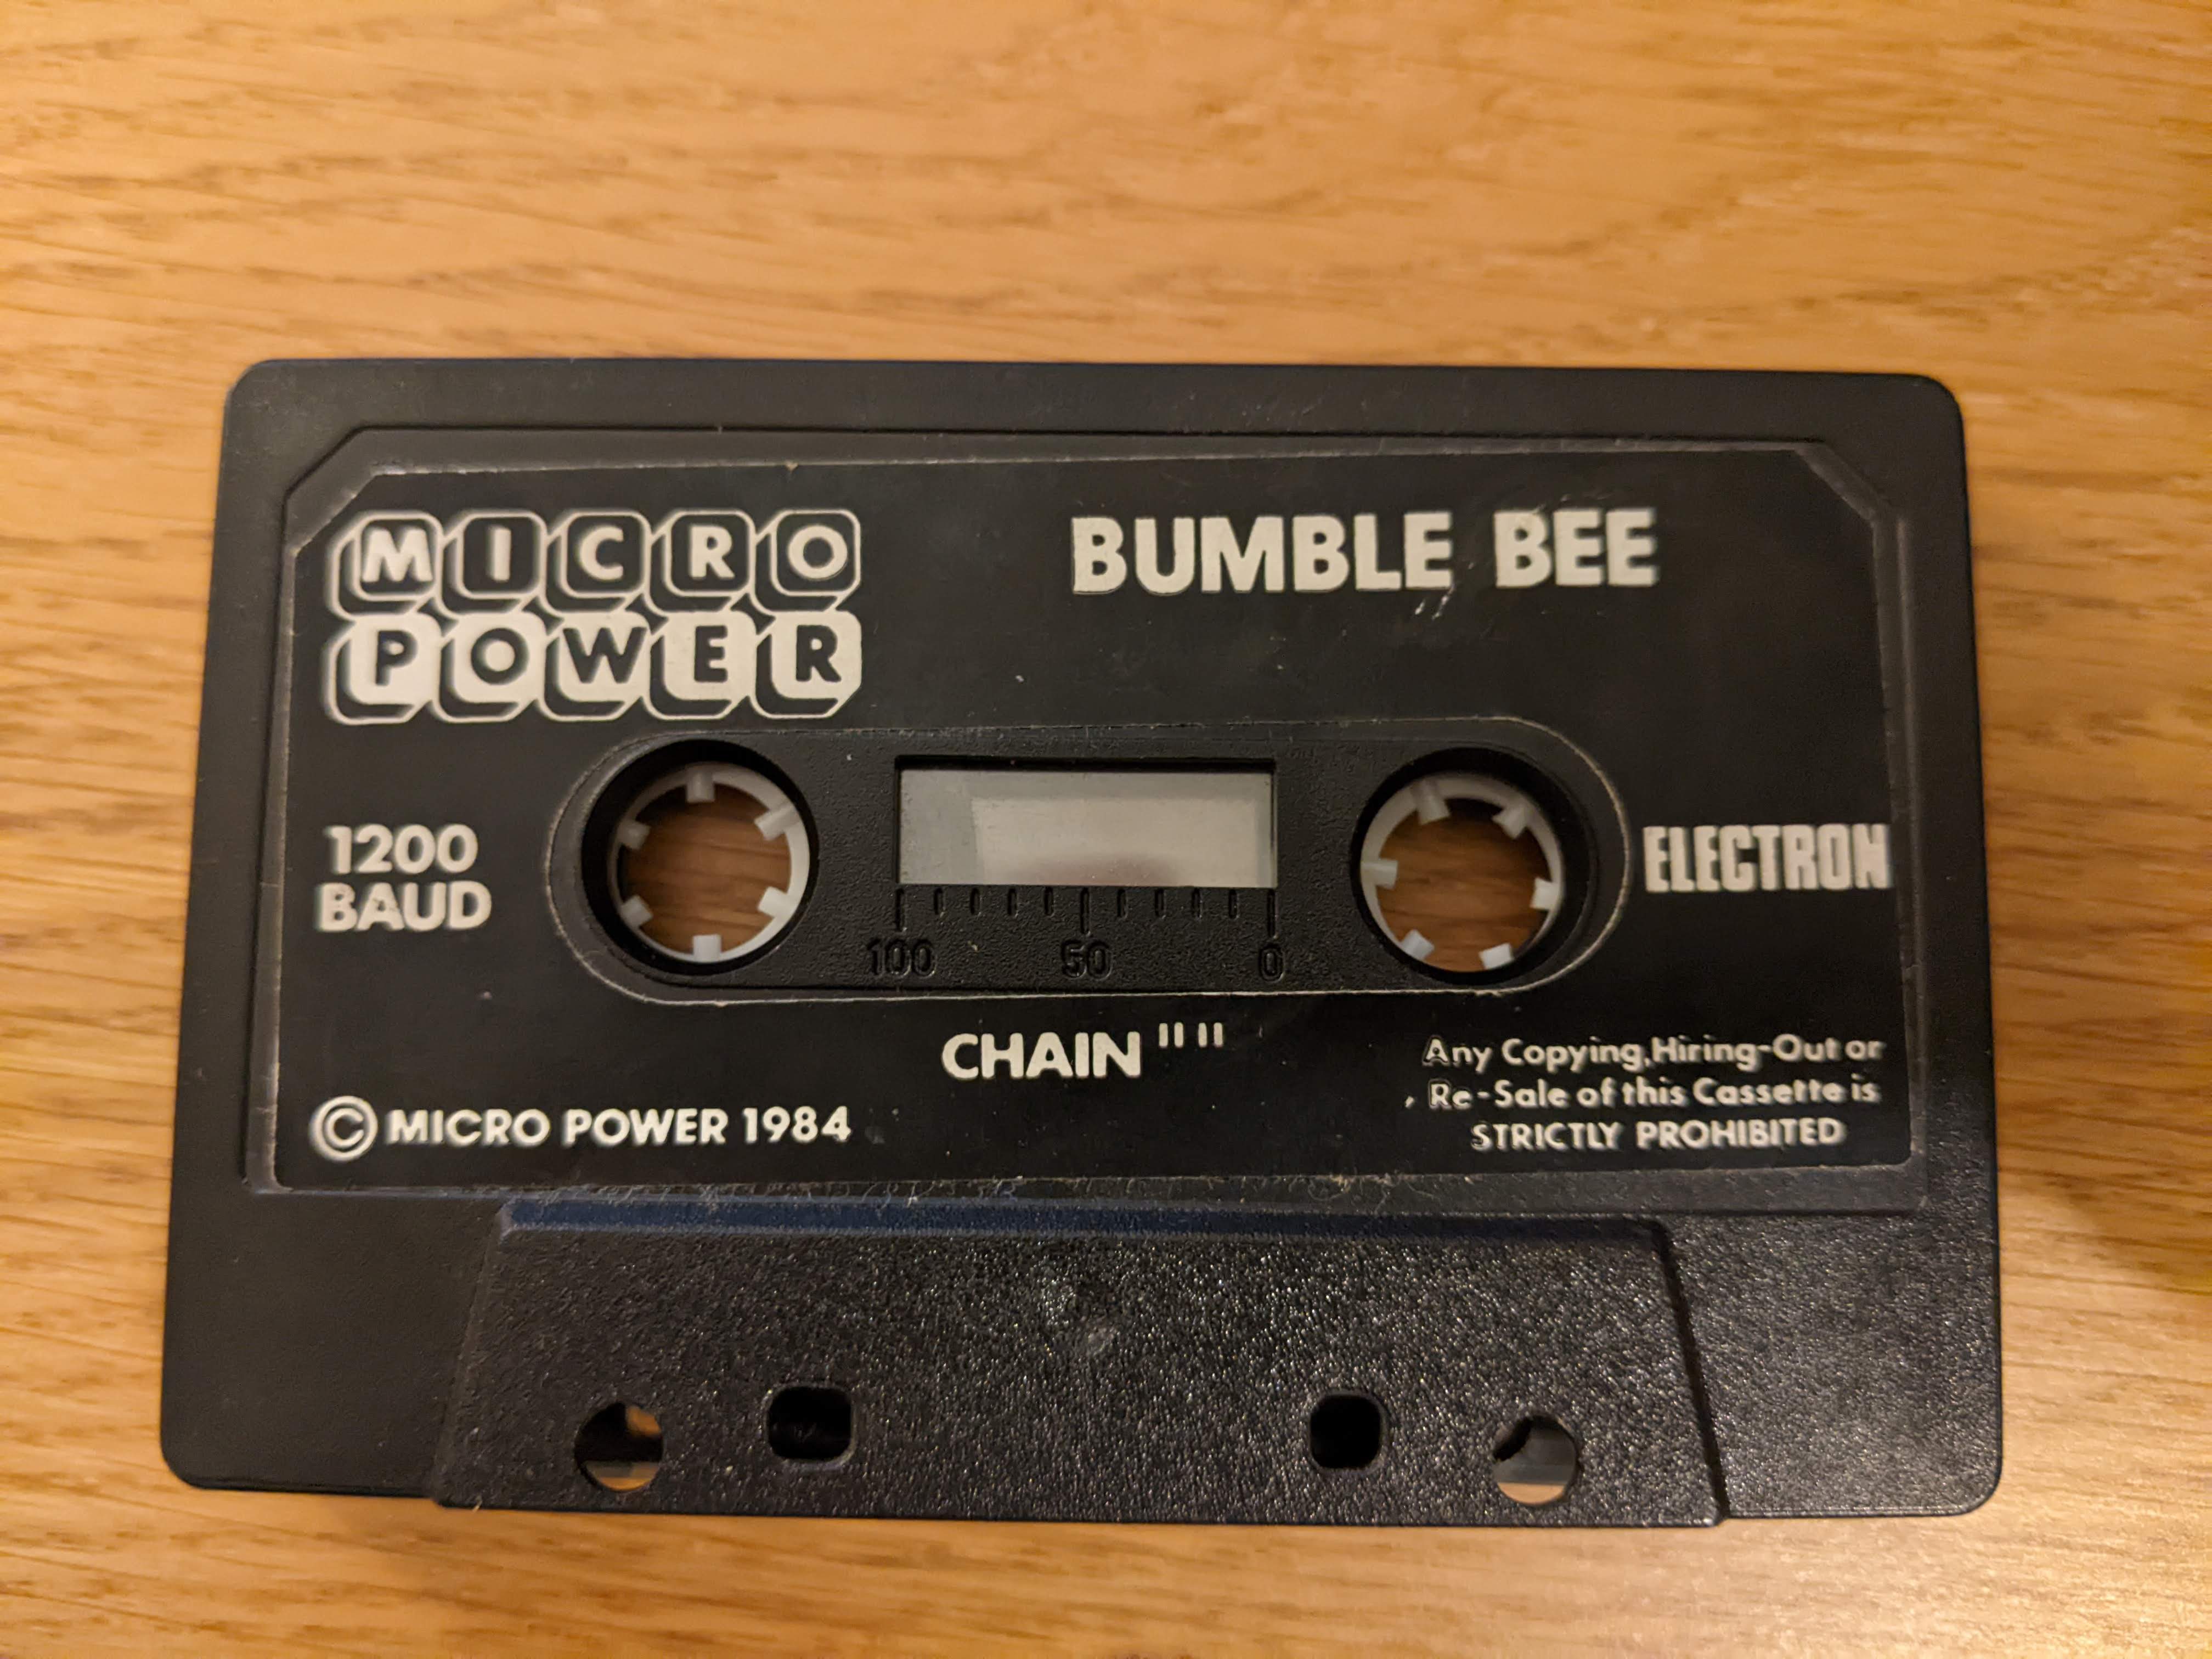 MICRO
POWER
BUMBLE BEE
1200
BAUD
ELECTRON
100 50 0
CHAIN ""
© MICRO POWER 1984
Any Copying,Hiring-Out or
Re-Sale of this Cassette is
STRICTLY PROHIBITED